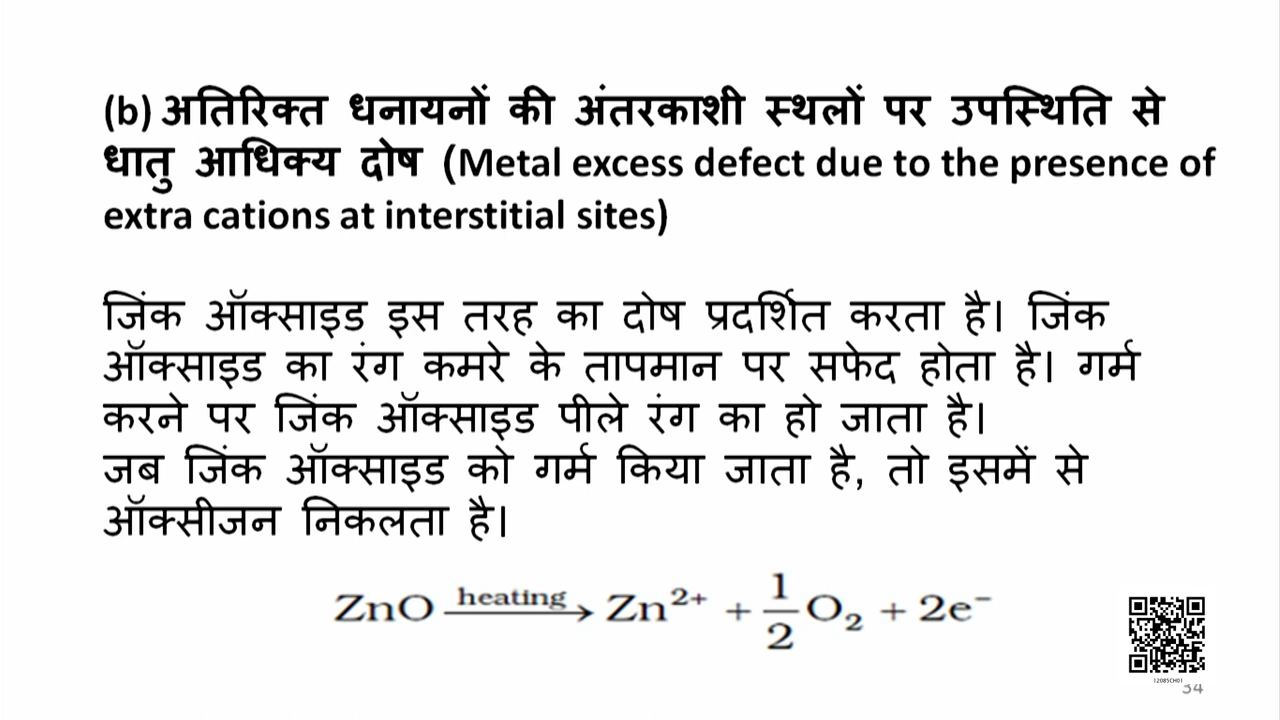 (b) अतिरिक्त धनायनों की अंतरकाशी स्थलों पर उपस्थिति से
धातु आधिक्य दोष (Metal excess defect due to the presence of
extra cations at interstitial sites)
जिंक ऑक्साइड इस तरह का दोष प्रदर्शित करता है। जिंक
ऑक्साइड का रंग कमरे के तापमान पर सफेद होता है। गर्म
करने पर जिंक ऑक्साइड पीले रंग का हो जाता है।
जब जिंक ऑक्साइड को गर्म किया जाता है, तो इसमें से
ऑक्सीजन निकलता है।
ZnO —heating→ Zn²⁺ + 1/2 O₂ + 2e⁻
12085CH01
34